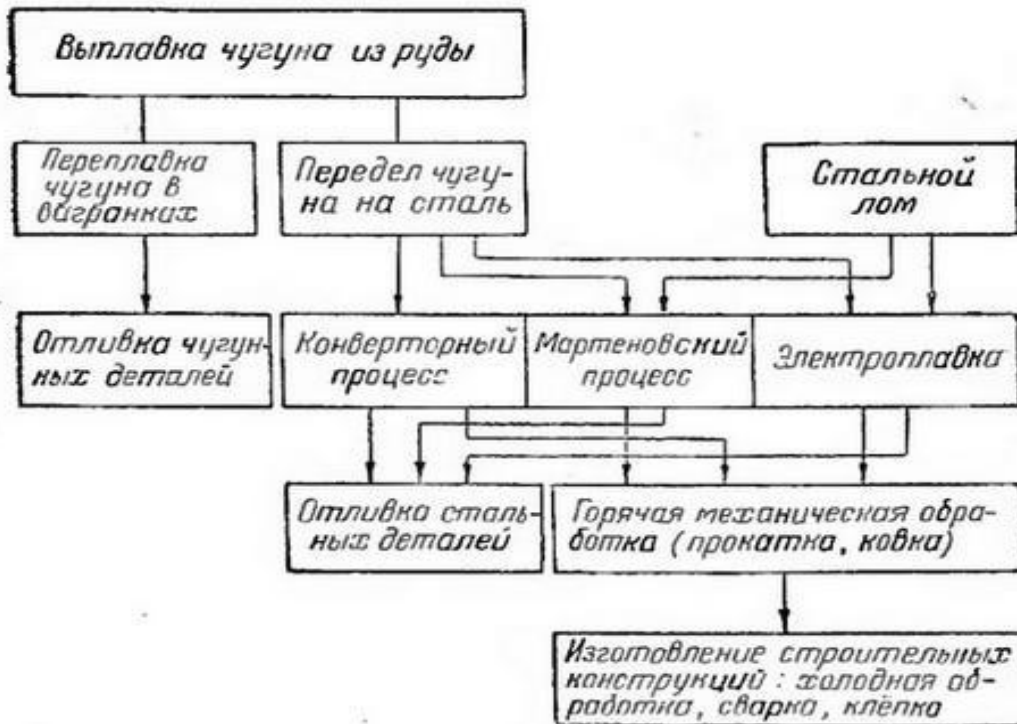 Выплавка чугуна из руды
Переплавка
чугуна в
вагранках
Передел чугу-
на на сталь
Стальной
лом
Отливка чугун-
ных деталей
Конверторный
процесс
Мартеновский
процесс
Электроплавка
Отливка сталь-
ных деталей
Горячая механическая обра-
ботка (прокатка, ковка)
Изготовление строительных
конструкций : холодная об-
работка, сварка, клёпка